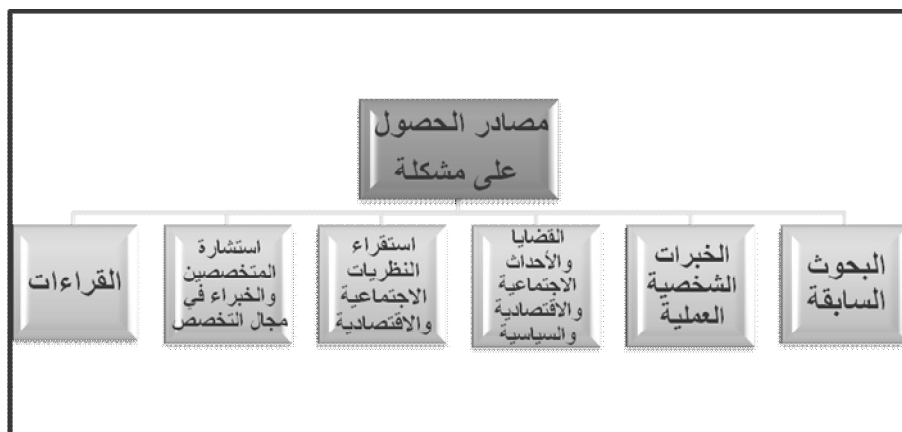 مصادر الحصول
على مشكلة
البحوث
السابقة
الخبرات
الشخصية
العملية
القضايا
والأحداث
الاجتماعية
والاقتصادية
والسياسية
استقراء
النظريات
الاجتماعية
والاقتصادية
استشارة
المتخصصين
والخبراء في
مجال التخصص
القراءات